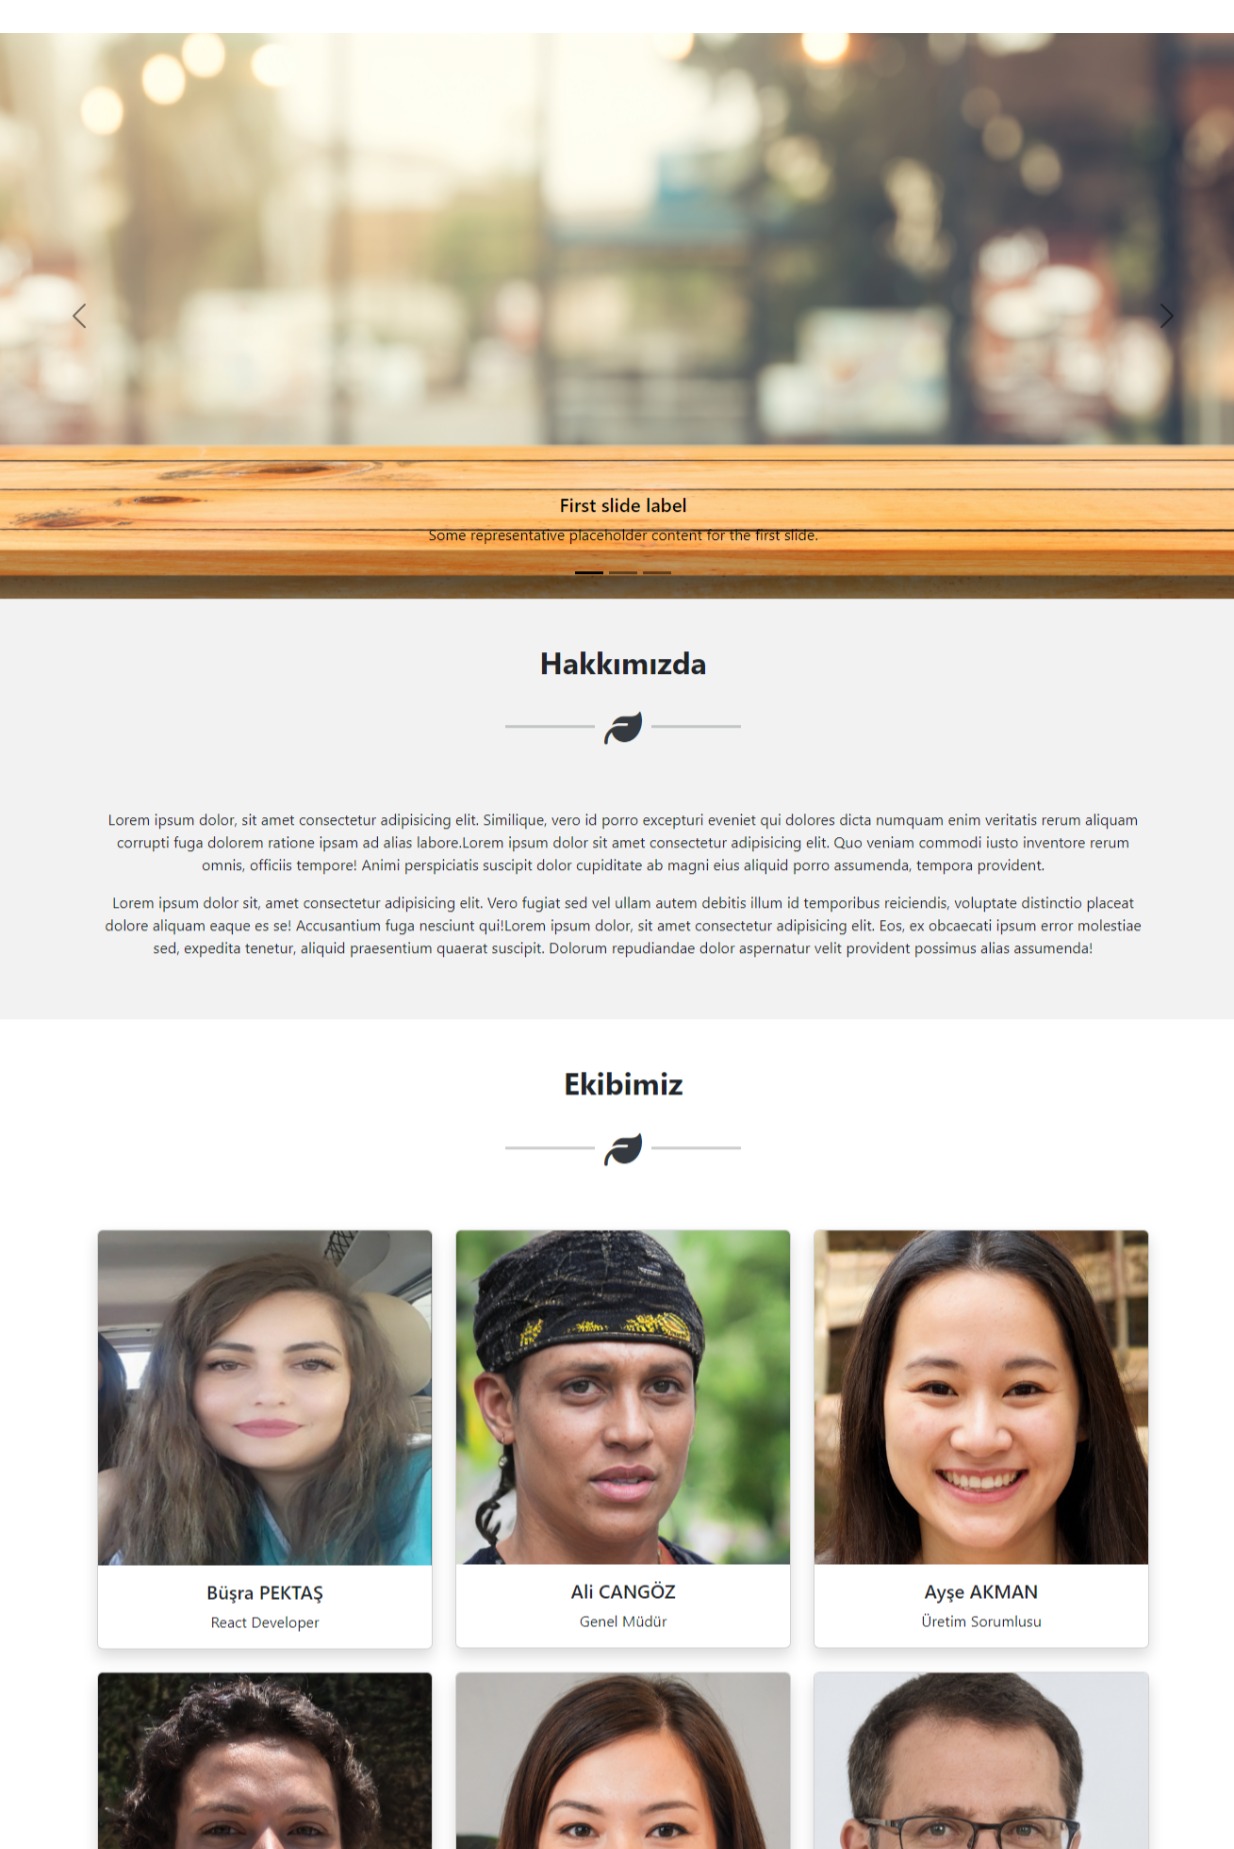 First slide label
Some representative placeholder content for the first slide.
Hakkımızda
Lorem ipsum dolor, sit amet consectetur adipisicing elit. Similique, vero id porro excepturi eveniet qui dolores dicta numquam enim veritatis rerum aliquam
corrupti fuga dolorem ratione ipsam ad alias labore.Lorem ipsum dolor sit amet consectetur adipisicing elit. Quo veniam commodi iusto inventore rerum
omnis, officiis tempore! Animi perspiciatis suscipit dolor cupiditate ab magni eius aliquid porro assumenda, tempora provident.
Lorem ipsum dolor sit, amet consectetur adipisicing elit. Vero fugiat sed vel ullam autem debitis illum id temporibus reiciendis, voluptate distinctio placeat
dolore aliquam eaque es se! Accusantium fuga nesciunt qui!Lorem ipsum dolor, sit amet consectetur adipisicing elit. Eos, ex obcaecati ipsum error molestiae
sed, expedita tenetur, aliquid praesentium quaerat suscipit. Dolorum repudiandae dolor aspernatur velit provident possimus alias assumenda!
Ekibimiz
Büşra PEKTAŞ
React Developer
Ali CANGÖZ
Genel Müdür
Ayşe AKMAN
Üretim Sorumlusu